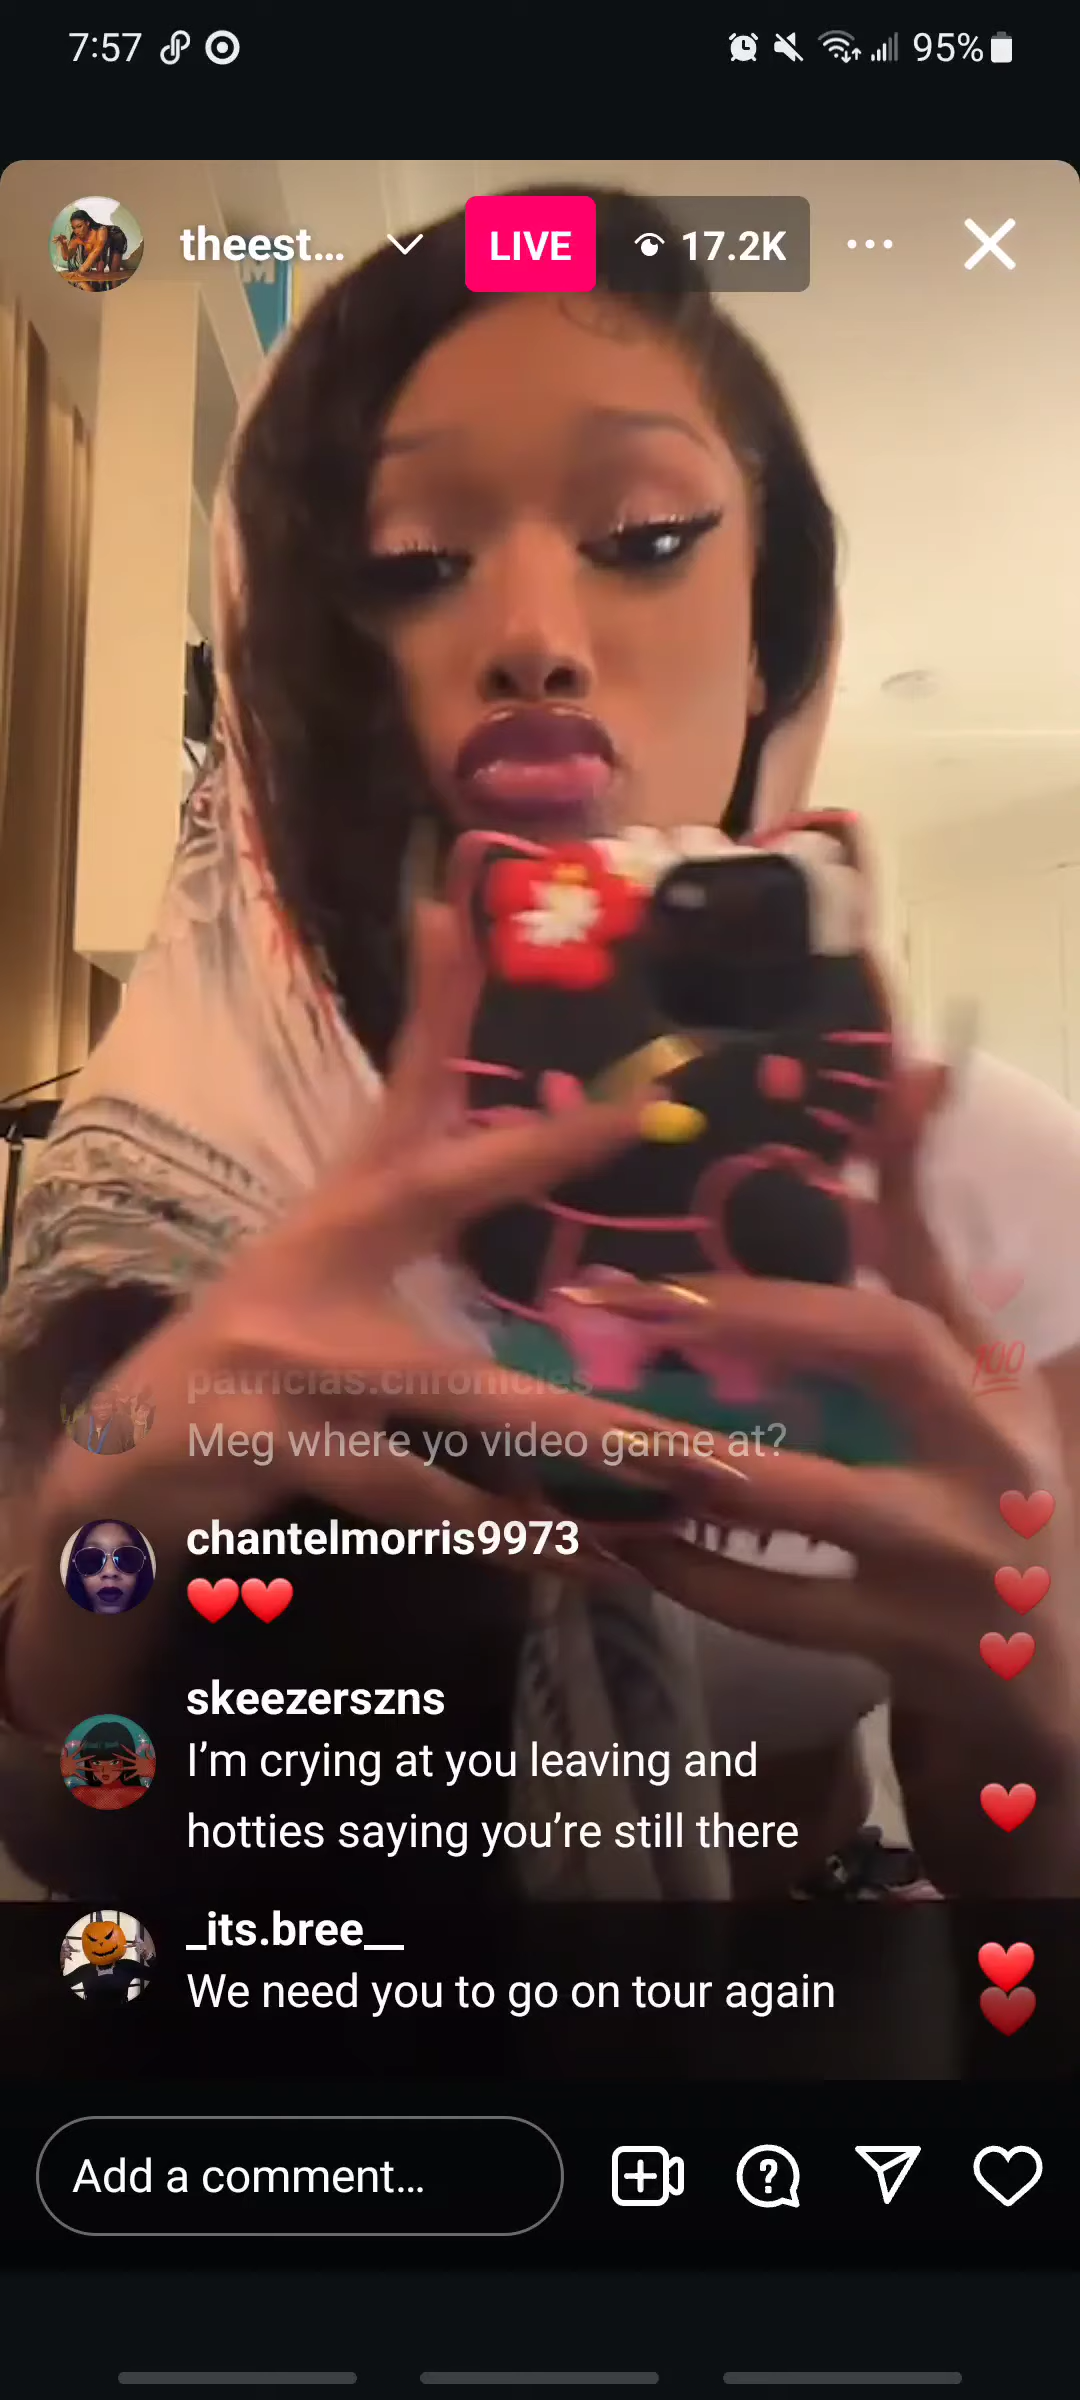 7:57
95%
theest...
LIVE
17.2K
patricias.chronicles
Meg where yo video game at?
chantelmorris9973
❤️❤️
skeezerszns
I'm crying at you leaving and
hotties saying you're still there
_its.bree__
We need you to go on tour again
Add a comment...